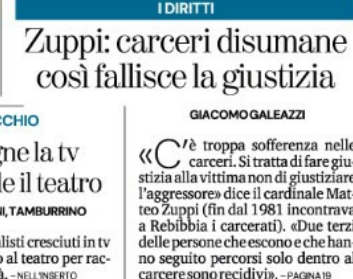 I DIRITTI
Zuppi: carceri disumane
così fallisce la giustizia
CCHIO
la tv
il teatro
TAMBURRINO
listi cresciuti in tv
al teatro per rac-
– NELL'INSERTO
GIACOMO GALEAZZI
«C'è troppa sofferenza nelle
carceri. Si tratta di fare giu-
stizia alla vittima non di giustiziare
l'aggressore» dice il cardinale Mat-
teo Zuppi (fin dal 1981 incontrava
a Rebibbia i carcerati). «Due terzi
delle persone che escono e che han-
no seguito percorsi solo dentro al
carcere sono recidivi». – PAGINA 19